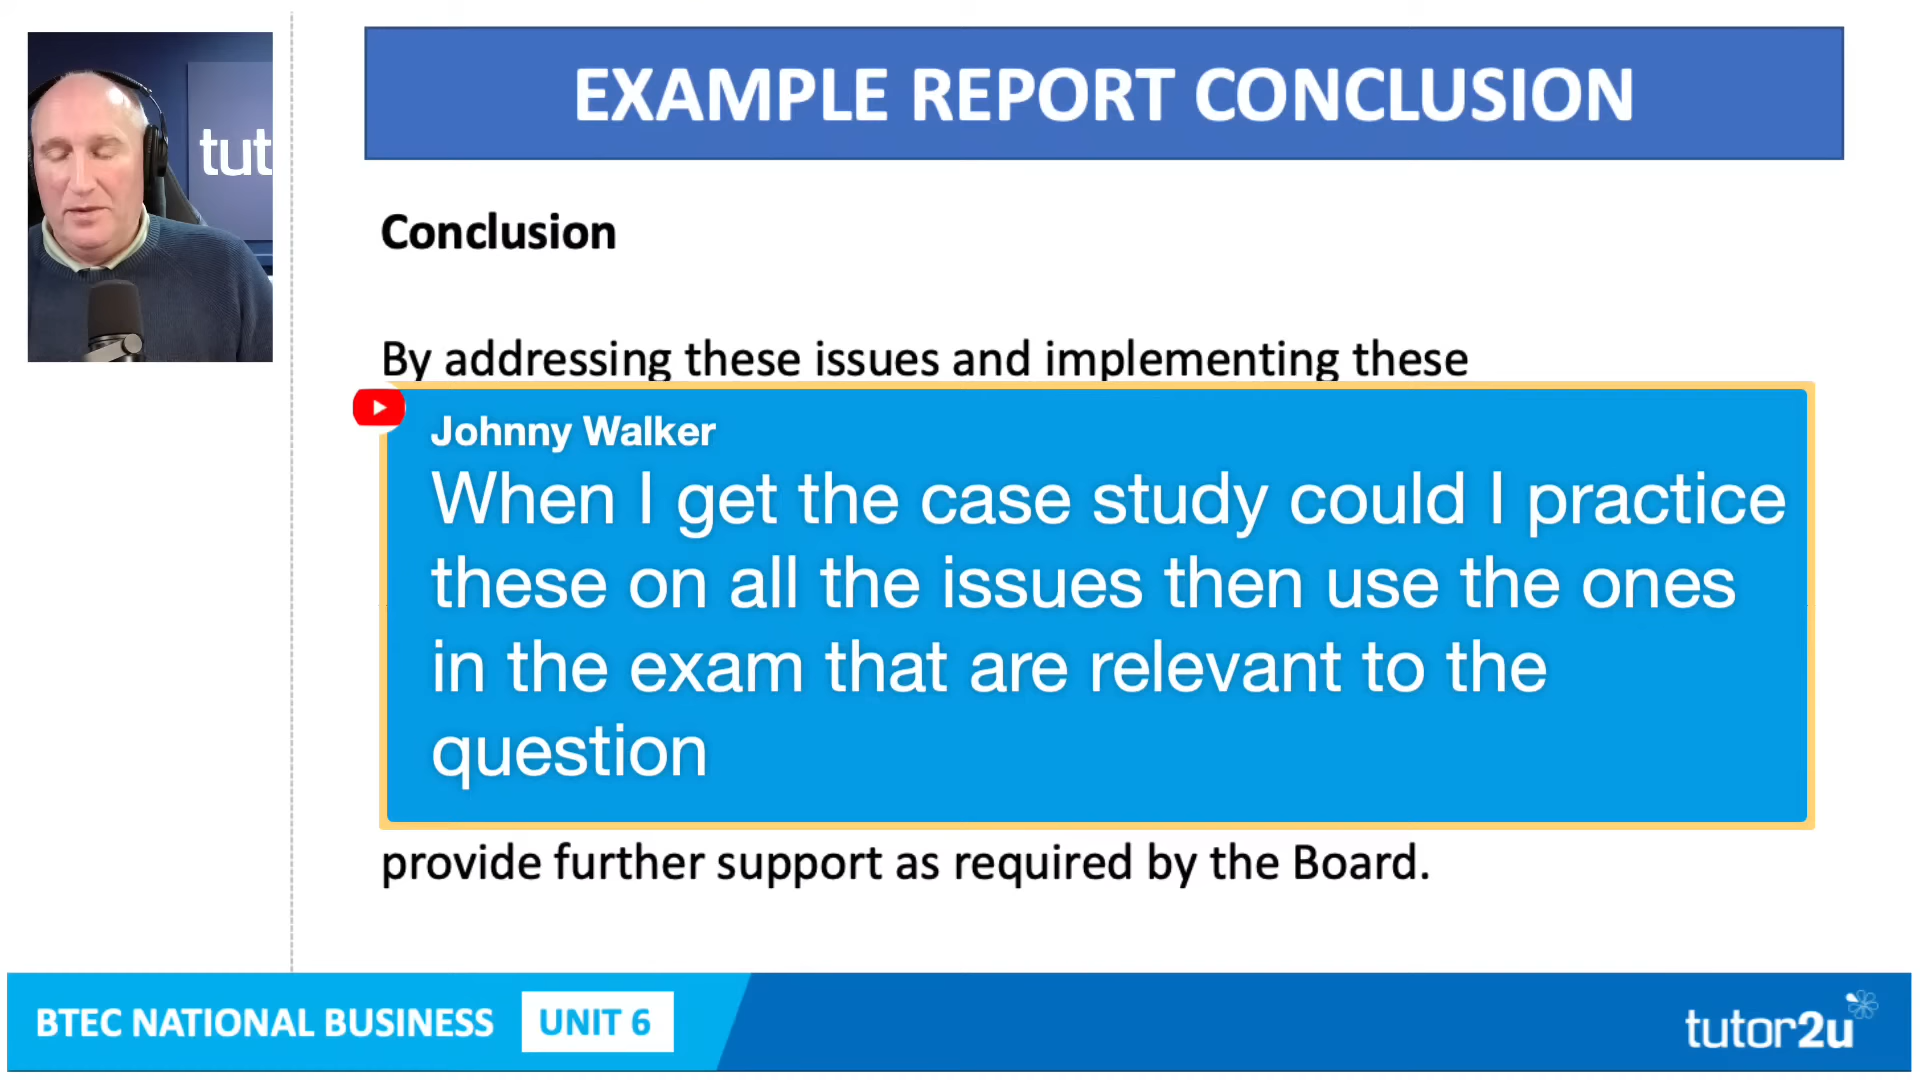 tut
EXAMPLE REPORT CONCLUSION
Conclusion
By addressing these issues and implementing these
Johnny Walker
When I get the case study could I practice
these on all the issues then use the ones
in the exam that are relevant to the
question
provide further support as required by the Board.
BTEC NATIONAL BUSINESS UNIT 6
tutor2u